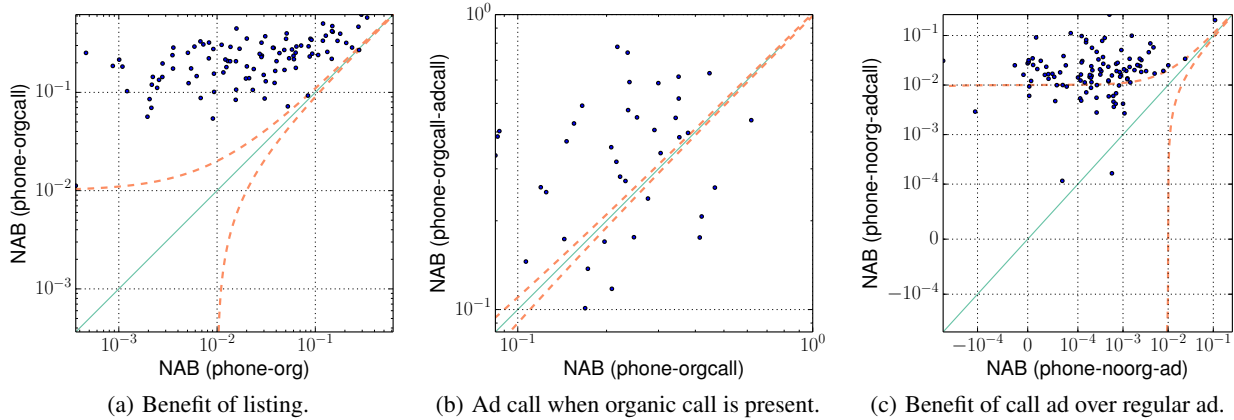 NAB (phone-orgcall)
10⁻¹
10⁻²
10⁻³
10⁻³ 10⁻² 10⁻¹
NAB (phone-org)
(a) Benefit of listing.
NAB (phone-orgcall-adcall)
10⁰
10⁻¹
10⁻¹ 10⁰
NAB (phone-orgcall)
(b) Ad call when organic call is present.
NAB (phone-noorg-adcall)
10⁻¹
10⁻²
10⁻³
10⁻⁴
0
−10⁻⁴
−10⁻⁴ 0 10⁻⁴ 10⁻³ 10⁻² 10⁻¹
NAB (phone-noorg-ad)
(c) Benefit of call ad over regular ad.